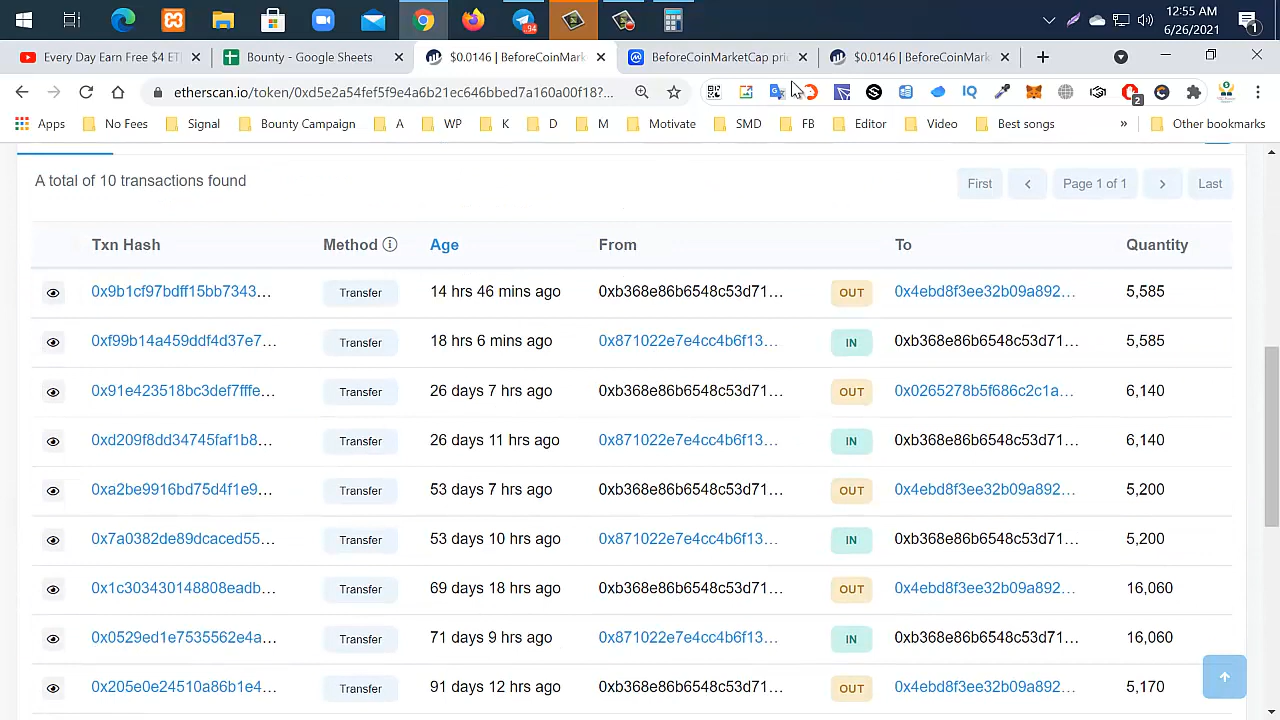 94
12:55 AM
6/26/2021
1
Every Day Earn Free $4 ET
Bounty - Google Sheets
$0.0146 | BeforeCoinMark
BeforeCoinMarketCap pri
$0.0146 | BeforeCoinMark
etherscan.io/token/0xd5e2a54fef5f9e4a6b21ec646bbed7a160a00f18?...
IQ
2
Apps
No Fees
Signal
Bounty Campaign
A
WP
K
D
M
Motivate
SMD
FB
Editor
Video
Best songs
»
Other bookmarks
A total of 10 transactions found
First
Page 1 of 1
Last
Txn Hash Method Age From To Quantity
0x9b1cf97bdff15bb7343... Transfer 14 hrs 46 mins ago 0xb368e86b6548c53d71... OUT 0x4ebd8f3ee32b09a892... 5,585
0xf99b14a459ddf4d37e7... Transfer 18 hrs 6 mins ago 0x871022e7e4cc4b6f13... IN 0xb368e86b6548c53d71... 5,585
0x91e423518bc3def7fffe... Transfer 26 days 7 hrs ago 0xb368e86b6548c53d71... OUT 0x0265278b5f686c2c1a... 6,140
0xd209f8dd34745faf1b8... Transfer 26 days 11 hrs ago 0x871022e7e4cc4b6f13... IN 0xb368e86b6548c53d71... 6,140
0xa2be9916bd75d4f1e9... Transfer 53 days 7 hrs ago 0xb368e86b6548c53d71... OUT 0x4ebd8f3ee32b09a892... 5,200
0x7a0382de89dcaced55... Transfer 53 days 10 hrs ago 0x871022e7e4cc4b6f13... IN 0xb368e86b6548c53d71... 5,200
0x1c303430148808eadb... Transfer 69 days 18 hrs ago 0xb368e86b6548c53d71... OUT 0x4ebd8f3ee32b09a892... 16,060
0x0529ed1e7535562e4a... Transfer 71 days 9 hrs ago 0x871022e7e4cc4b6f13... IN 0xb368e86b6548c53d71... 16,060
0x205e0e24510a86b1e4... Transfer 91 days 12 hrs ago 0xb368e86b6548c53d71... OUT 0x4ebd8f3ee32b09a892... 5,170